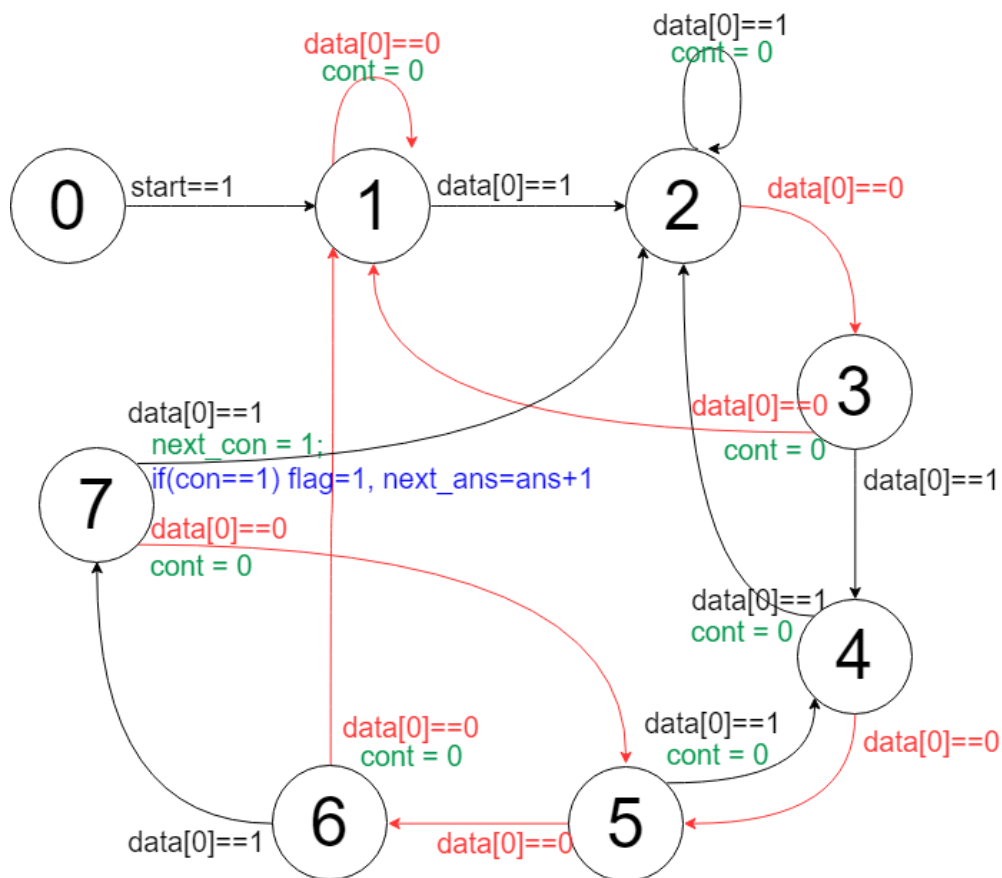 data[0]==0
cont = 0
data[0]==1
cont = 0
0
start==1
1
data[0]==1
2
data[0]==0
3
data[0]==0
cont = 0
data[0]==1
data[0]==1
next_con = 1;
if(con==1) flag=1, next_ans=ans+1
7
data[0]==0
cont = 0
data[0]==1
cont = 0
4
data[0]==0
cont = 0
data[0]==1
cont = 0
data[0]==0
6
5
data[0]==1
data[0]==0